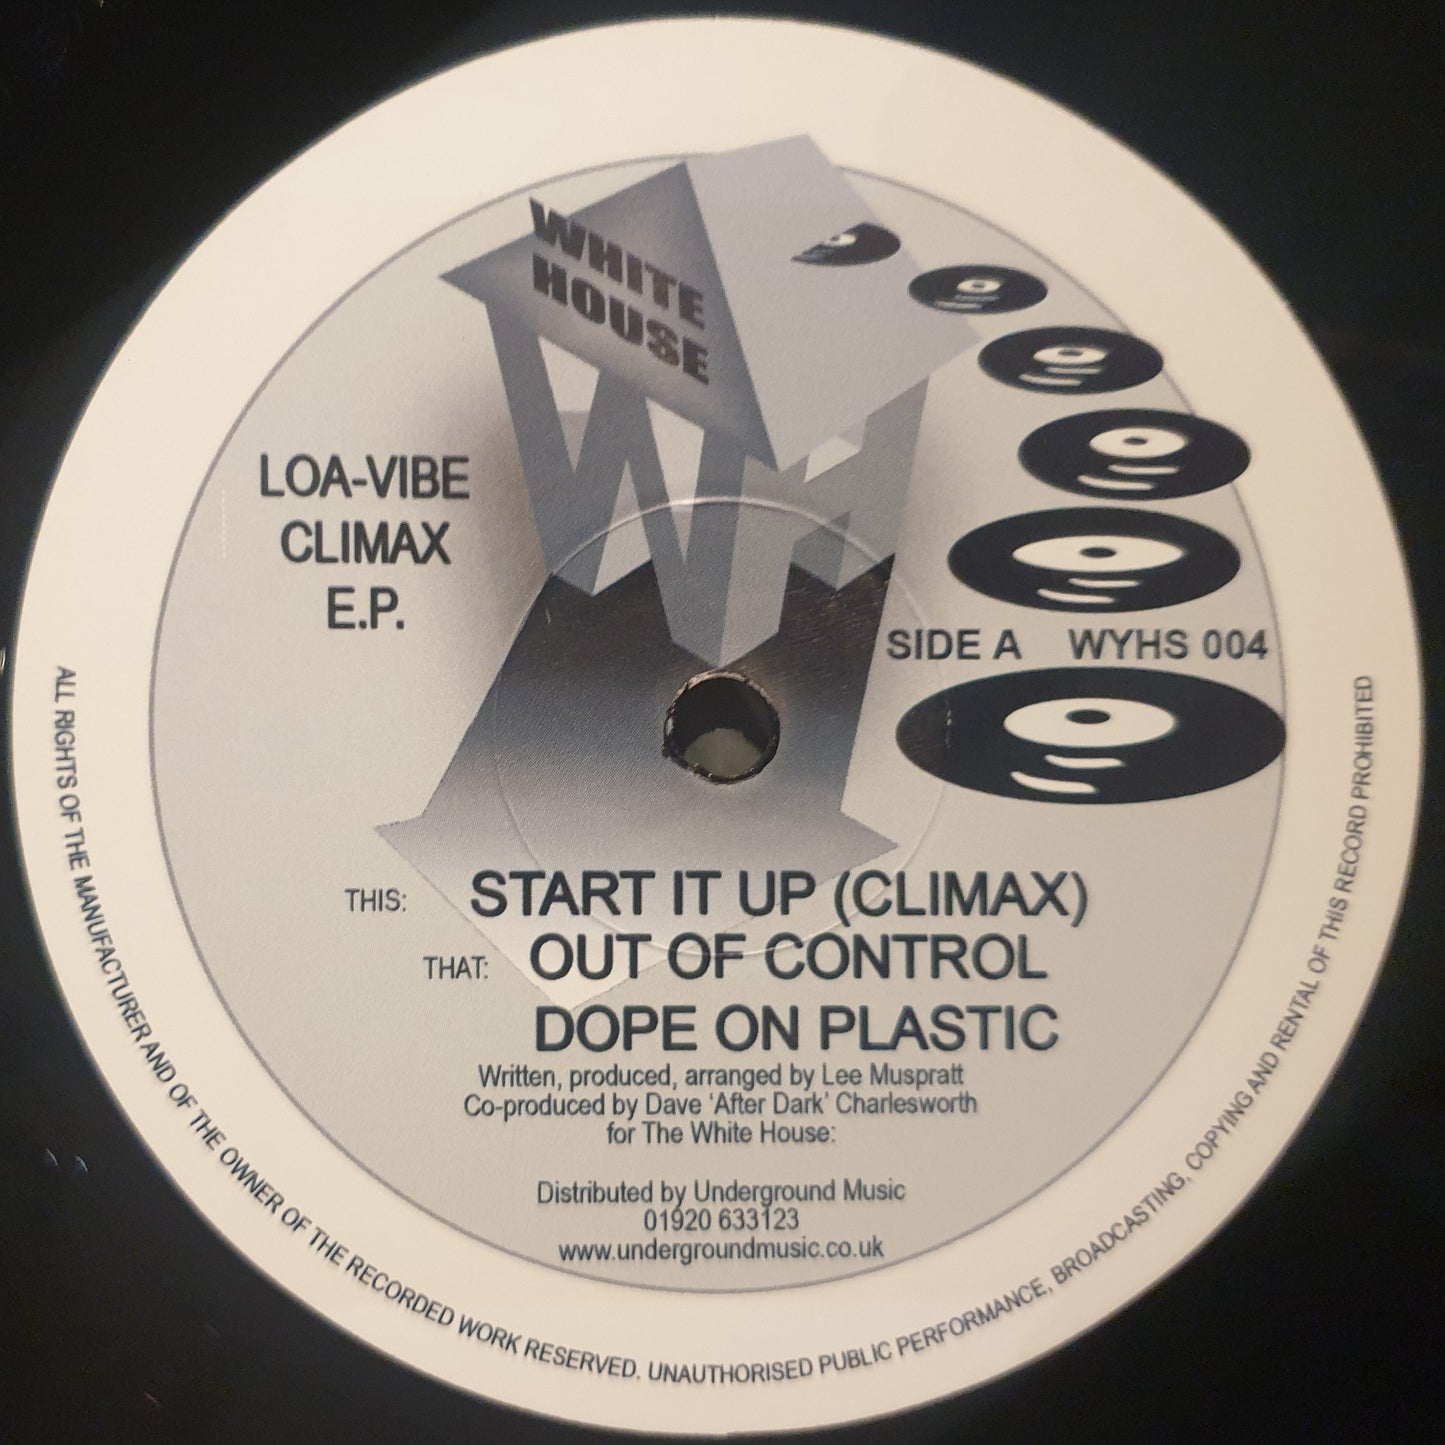 WHITE
HOUSE
LOA-VIBE
CLIMAX
E.P.
SIDE A WYHS 004
THIS: START IT UP (CLIMAX)
THAT: OUT OF CONTROL
DOPE ON PLASTIC
Written, produced, arranged by Lee Muspratt
Co-produced by Dave ‘After Dark’ Charlesworth
for The White House:
Distributed by Underground Music
01920 633123
www.undergroundmusic.co.uk
ALL RIGHTS OF THE MANUFACTURER AND OF THE OWNER OF THE RECORDED WORK RESERVED. UNAUTHORISED PUBLIC PERFORMANCE, BROADCASTING, COPYING AND RENTAL OF THIS RECORD PROHIBITED